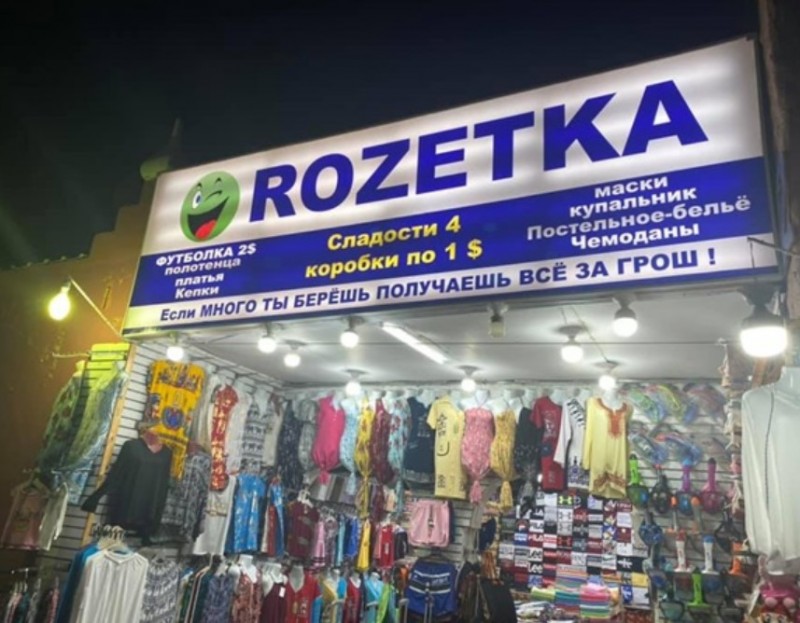 ROZETKA
ФУТБОЛКА 2$
полотенца
платья
Кепки
Сладости 4
коробки по 1 $
маски
купальник
Постельное-бельё
Чемоданы
Если МНОГО ТЫ БЕРЁШЬ ПОЛУЧАЕШЬ ВСЁ ЗА ГРОШ !